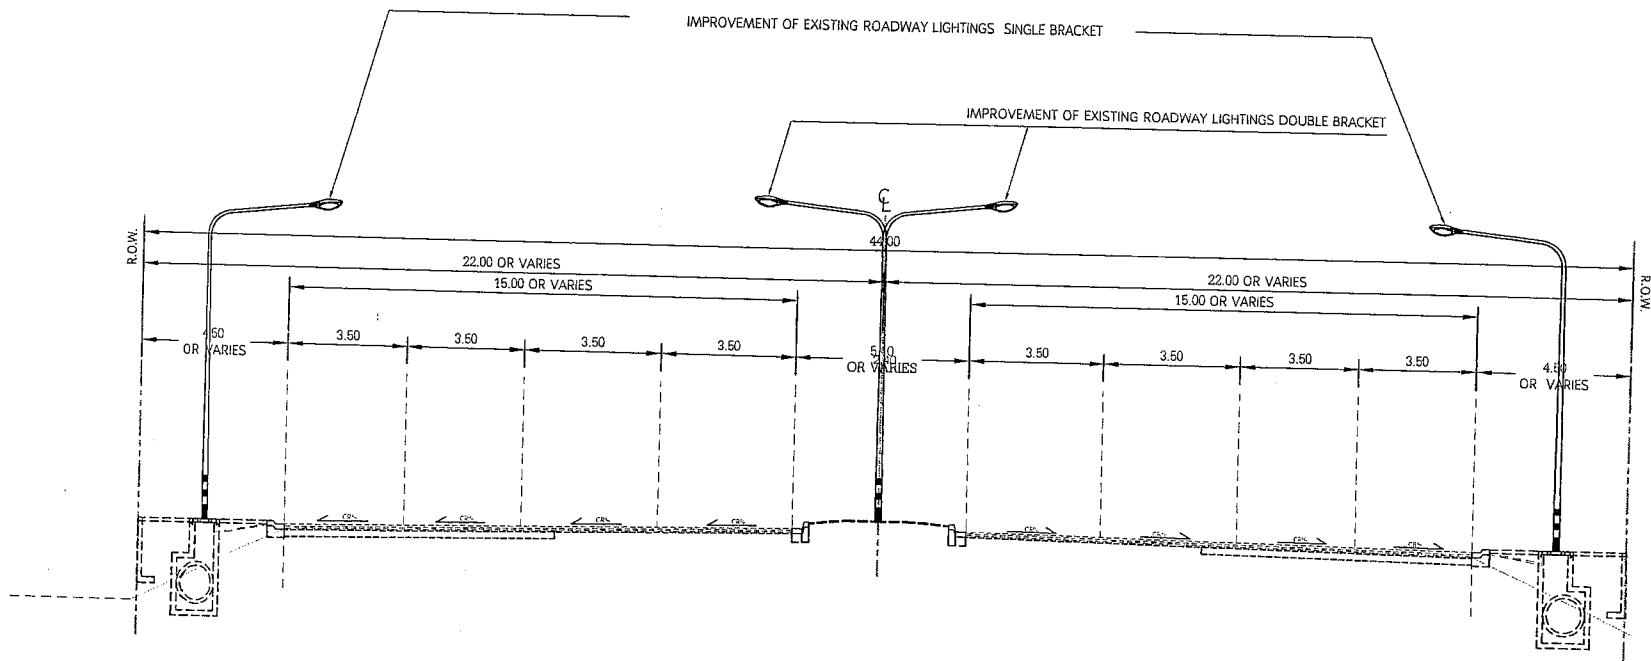 IMPROVEMENT OF EXISTING ROADWAY LIGHTINGS SINGLE BRACKET
IMPROVEMENT OF EXISTING ROADWAY LIGHTINGS DOUBLE BRACKET
CL
R.O.W.
44.00
R.O.W.
22.00 OR VARIES
22.00 OR VARIES
15.00 OR VARIES
15.00 OR VARIES
4.50
OR VARIES
3.50
3.50
3.50
3.50
OR VARIES
3.50
3.50
3.50
3.50
4.50
OR VARIES